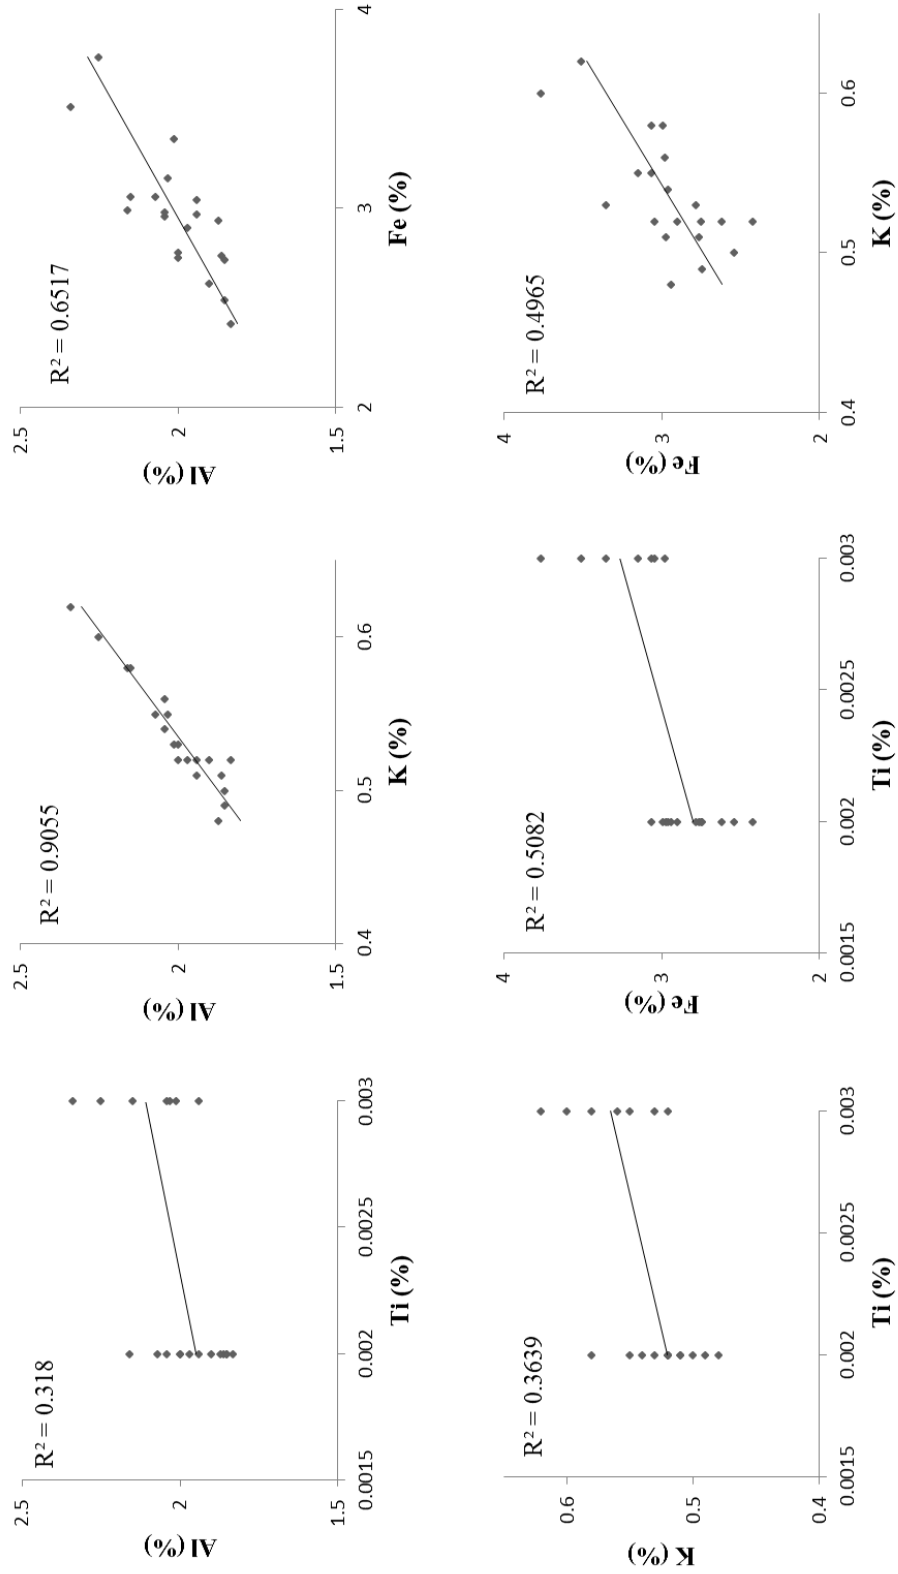 R² = 0.318
2.5
2
1.5
Al (%)
0.0015
0.002
0.0025
0.003
Ti (%)
R² = 0.9055
2.5
2
1.5
Al (%)
0.4
0.5
0.6
K (%)
R² = 0.6517
2.5
2
1.5
Al (%)
2
3
4
Fe (%)
R² = 0.3639
0.6
0.5
0.4
K (%)
0.0015
0.002
0.0025
0.003
Ti (%)
R² = 0.5082
4
3
2
Fe (%)
0.0015
0.002
0.0025
0.003
Ti (%)
R² = 0.4965
4
3
2
Fe (%)
0.4
0.5
0.6
K (%)